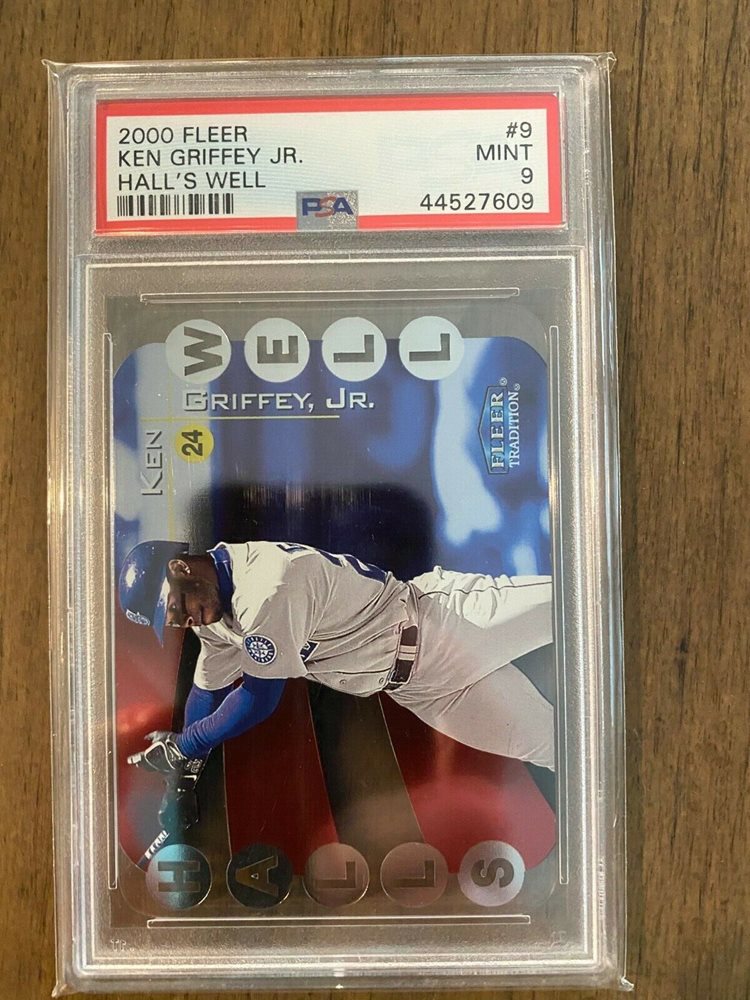 2000 FLEER #9
KEN GRIFFEY JR. MINT
HALL'S WELL 9
PSA 44527609
WELL
KEN
GRIFFEY, JR.
24
FLEER
TRADITION
HALLS